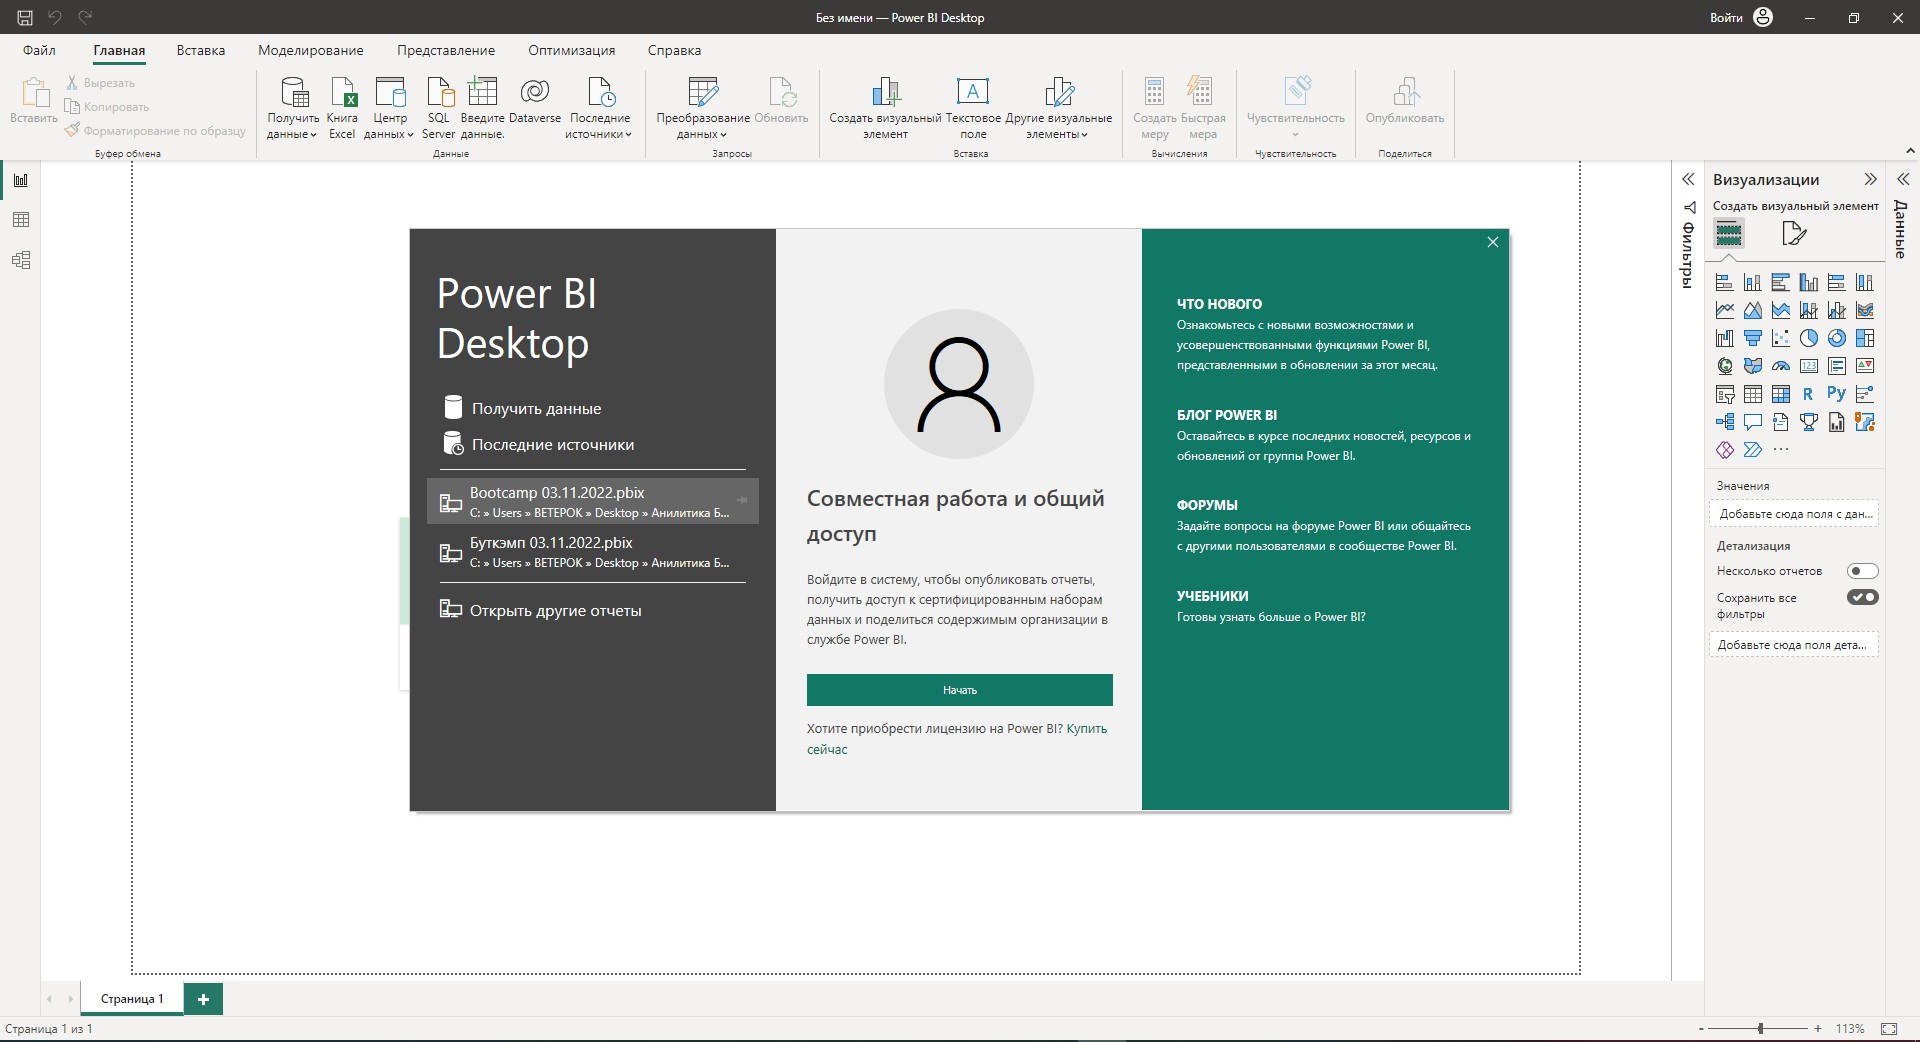 Без имени — Power BI Desktop
Войти
Файл
Главная
Вставка
Моделирование
Представление
Оптимизация
Справка
Вставить
Вырезать
Копировать
Форматирование по образцу
Буфер обмена
Получить данные
Книга Excel
Центр данных
SQL Server
Введите данные.
Dataverse
Последние источники
Данные
Преобразование данных
Обновить
Запросы
Создать визуальный элемент
Текстовое поле
Другие визуальные элементы
Вставка
Создать меру
Быстрая мера
Вычисления
Чувствительность
Чувствительность
Опубликовать
Поделиться
Power BI
Desktop
Получить данные
Последние источники
Bootcamp 03.11.2022.pbix
C: » Users » ВЕТЕРОК » Desktop » Анилитика Б...
Буткэмп 03.11.2022.pbix
C: » Users » ВЕТЕРОК » Desktop » Анилитика Б...
Открыть другие отчеты
Совместная работа и общий
доступ
Войдите в систему, чтобы опубликовать отчеты,
получить доступ к сертифицированным наборам
данных и поделиться содержимым организации в
службе Power BI.
Начать
Хотите приобрести лицензию на Power BI? Купить
сейчас
ЧТО НОВОГО
Ознакомьтесь с новыми возможностями и
усовершенствованными функциями Power BI,
представленными в обновлении за этот месяц.
БЛОГ POWER BI
Оставайтесь в курсе последних новостей, ресурсов и
обновлений от группы Power BI.
ФОРУМЫ
Задайте вопросы на форуме Power BI или общайтесь
с другими пользователями в сообществе Power BI.
УЧЕБНИКИ
Готовы узнать больше о Power BI?
Фильтры
Визуализации
Создать визуальный элемент
123
R
Py
Значения
Добавьте сюда поля с дан...
Детализация
Несколько отчетов
Сохранить все
фильтры
Добавьте сюда поля дета...
Данные
Страница 1
Страница 1 из 1
113%